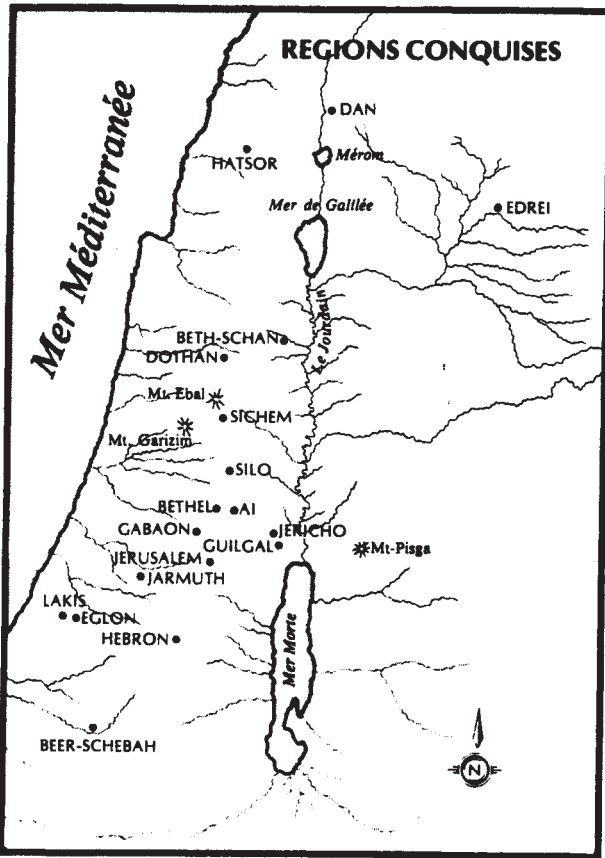 REGIONS CONQUISES
DAN
HATSOR
Mérom
Mer de Galilée
EDREI
Mer Méditerranée
Le Jourdain
BETH-SCHAN
DOTHAN
Mt. Ebal
SICHEM
Mt. Garizim
SILO
BETHEL
AI
GABAON
JERICHO
GUILGAL
Mt-Pisga
JERUSALEM
JARMUTH
LAKIS
EGLON
HEBRON
Mer Morte
BEER-SCHEBAH
N